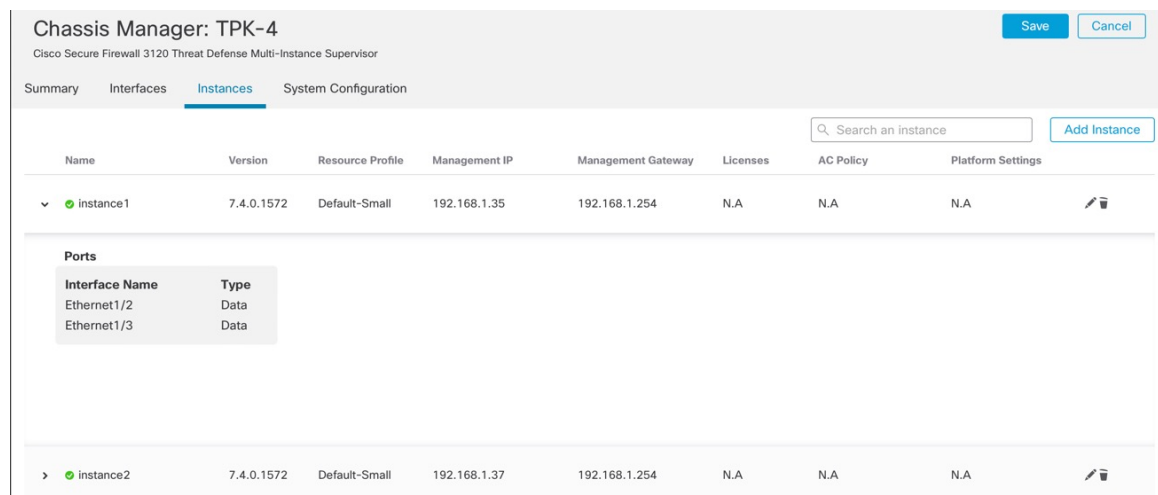 Chassis Manager: TPK-4
Save
Cancel
Cisco Secure Firewall 3120 Threat Defense Multi-Instance Supervisor
Summary Interfaces Instances System Configuration
Search an instance
Add Instance
Name Version Resource Profile Management IP Management Gateway Licenses AC Policy Platform Settings
instance1 7.4.0.1572 Default-Small 192.168.1.35 192.168.1.254 N.A N.A N.A
Ports
Interface Name Type
Ethernet1/2 Data
Ethernet1/3 Data
instance2 7.4.0.1572 Default-Small 192.168.1.37 192.168.1.254 N.A N.A N.A